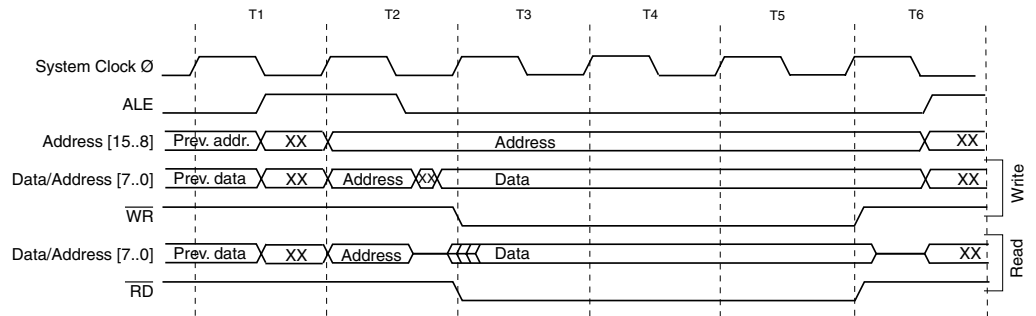 T1 T2 T3 T4 T5 T6
System Clock Ø
ALE
Address [15..8] Prev. addr. XX Address XX
Data/Address [7..0] Prev. data XX Address XX Data XX
WR
Write
Data/Address [7..0] Prev. data XX Address Data XX
RD
Read